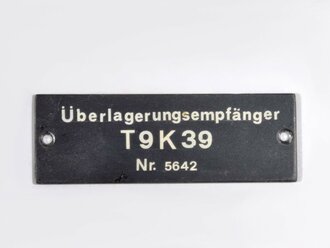 Überlagerungsempfänger
T9K39
Nr. 5642